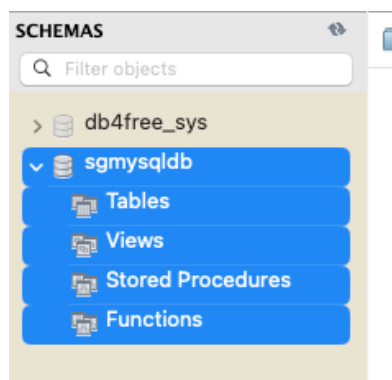 SCHEMAS
Filter objects
db4free_sys
sgmysqldb
Tables
Views
Stored Procedures
Functions